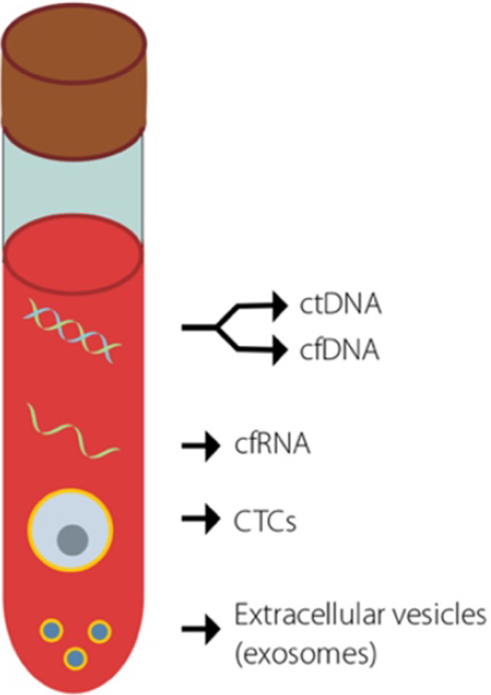 ctDNA
cfDNA
cfRNA
CTCs
Extracellular vesicles
(exosomes)